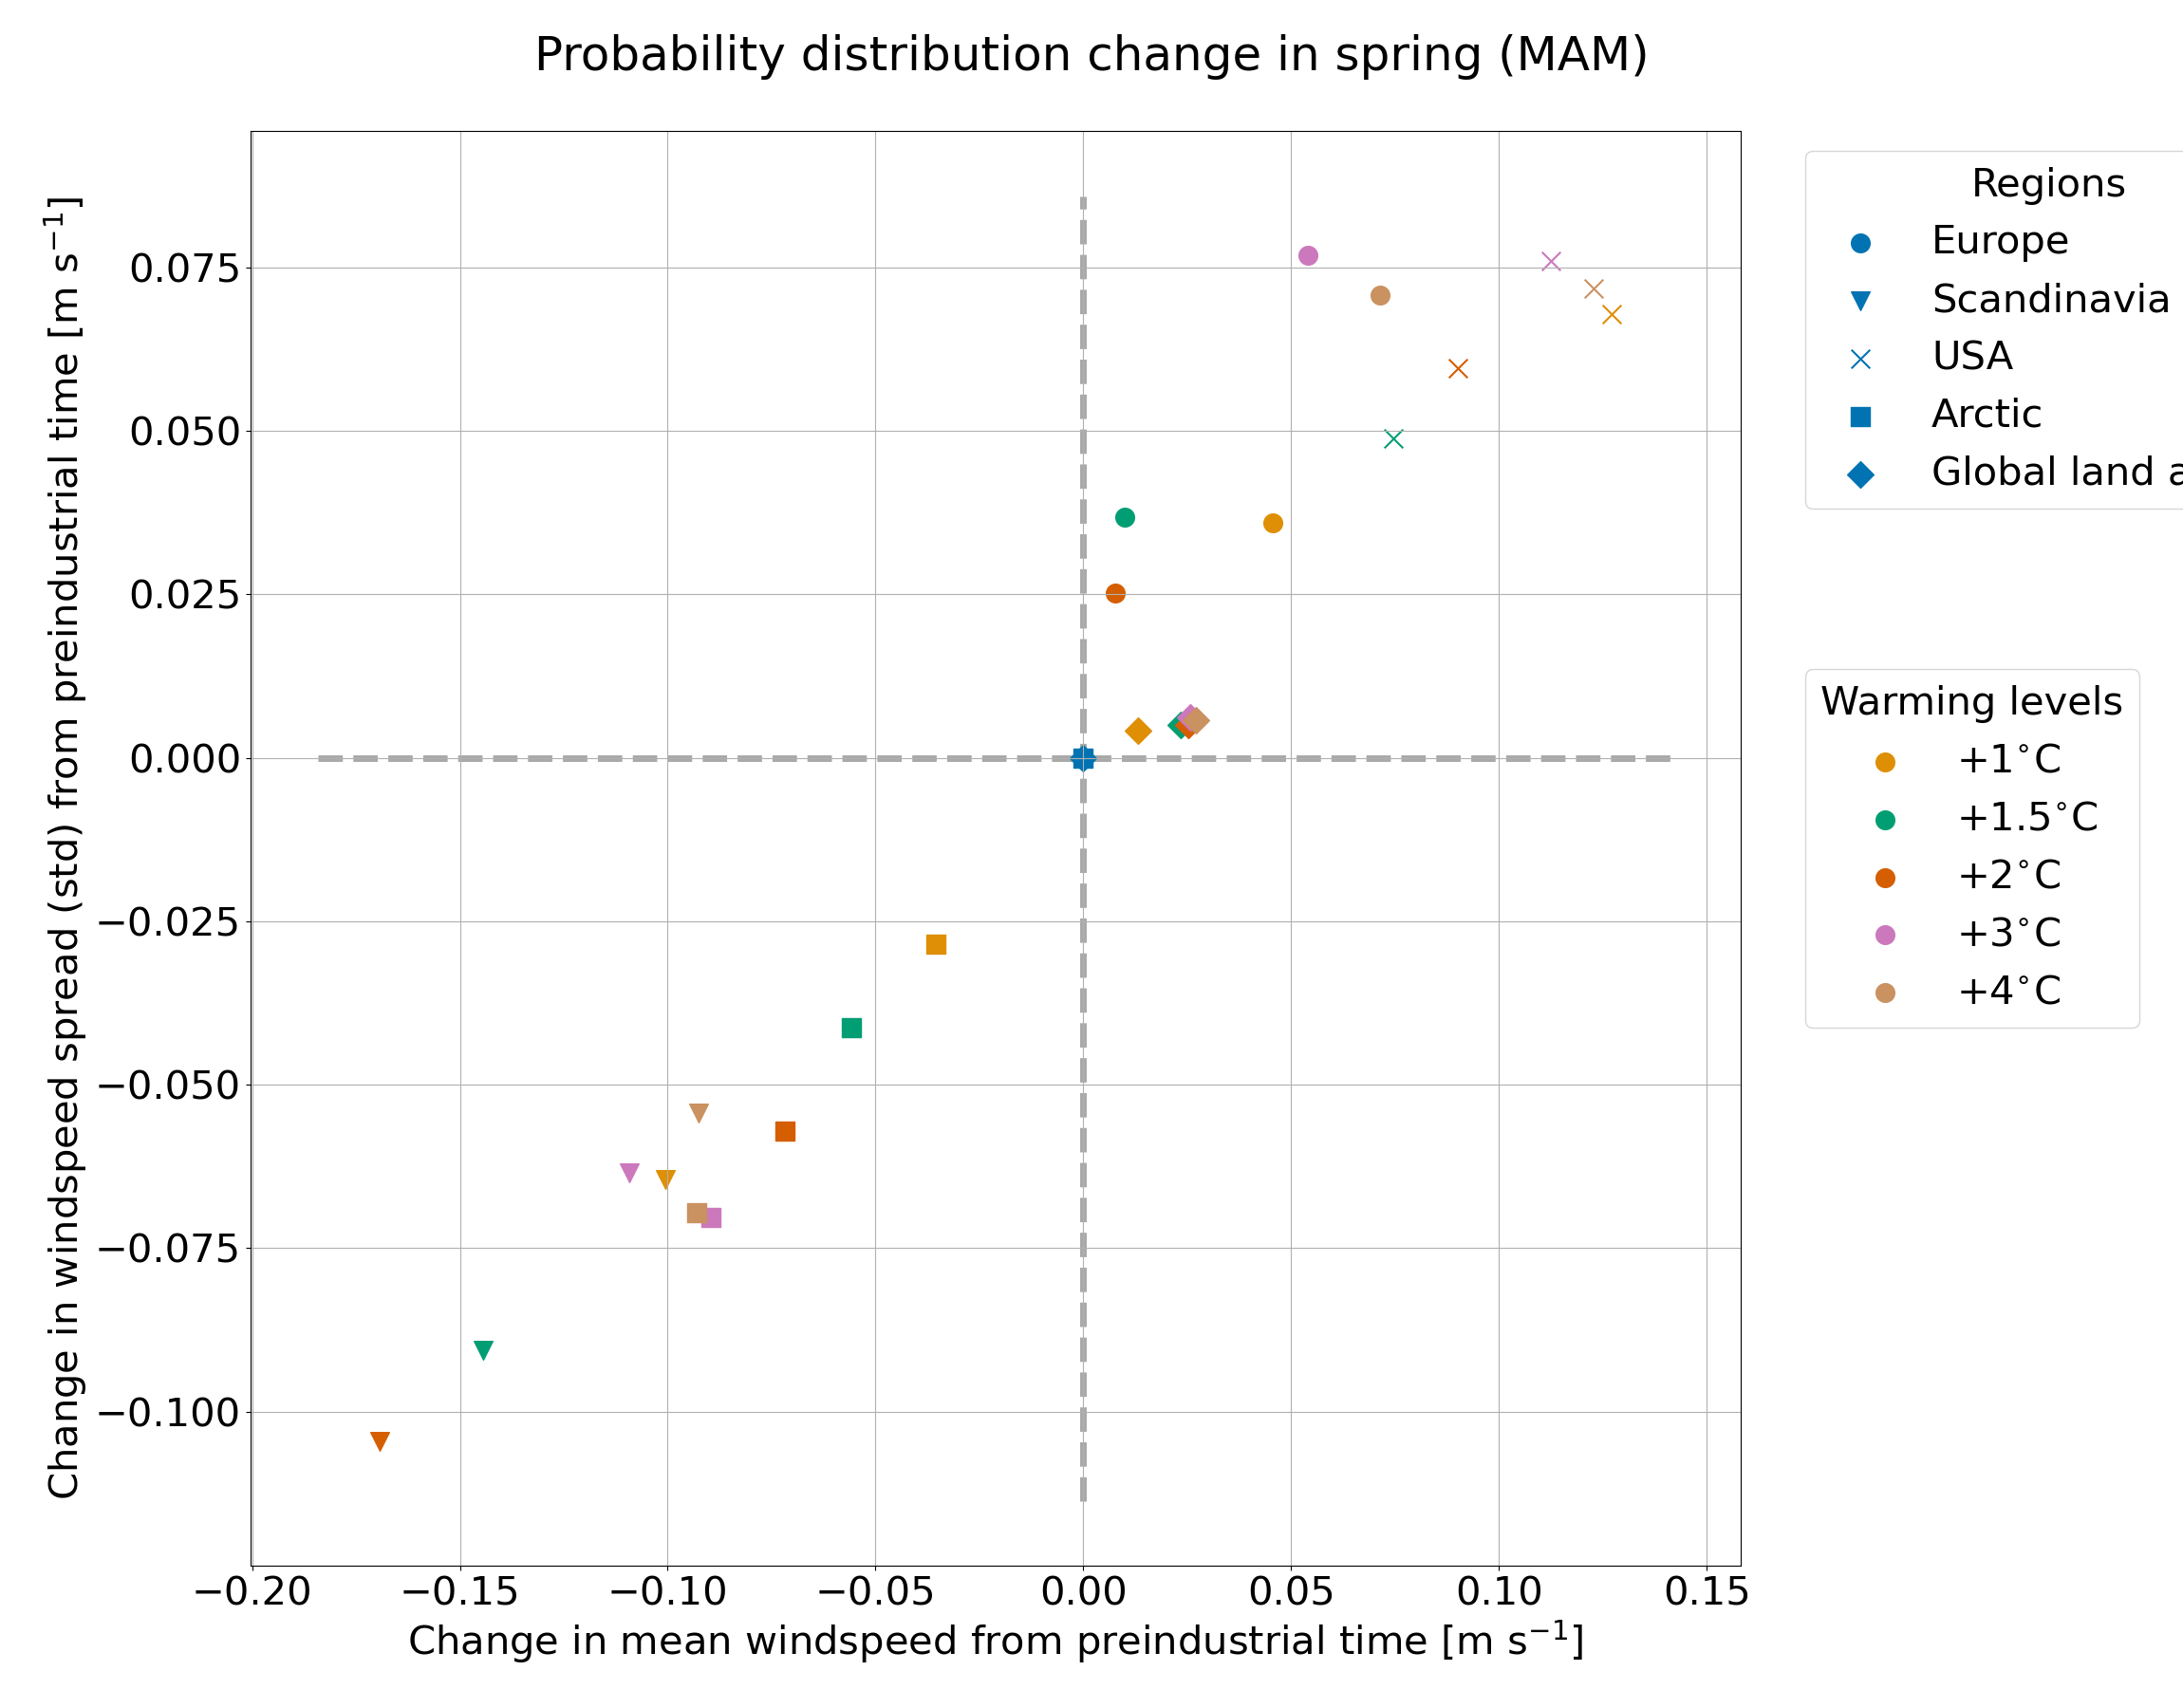 Probability distribution change in spring (MAM)
Change in windspeed spread (std) from preindustrial time [m s⁻¹]
0.075
0.050
0.025
0.000
−0.025
−0.050
−0.075
−0.100
−0.20 −0.15 −0.10 −0.05 0.00 0.05 0.10 0.15
Change in mean windspeed from preindustrial time [m s⁻¹]
Regions
Europe
Scandinavia
USA
Arctic
Global land
Warming levels
+1°C
+1.5°C
+2°C
+3°C
+4°C